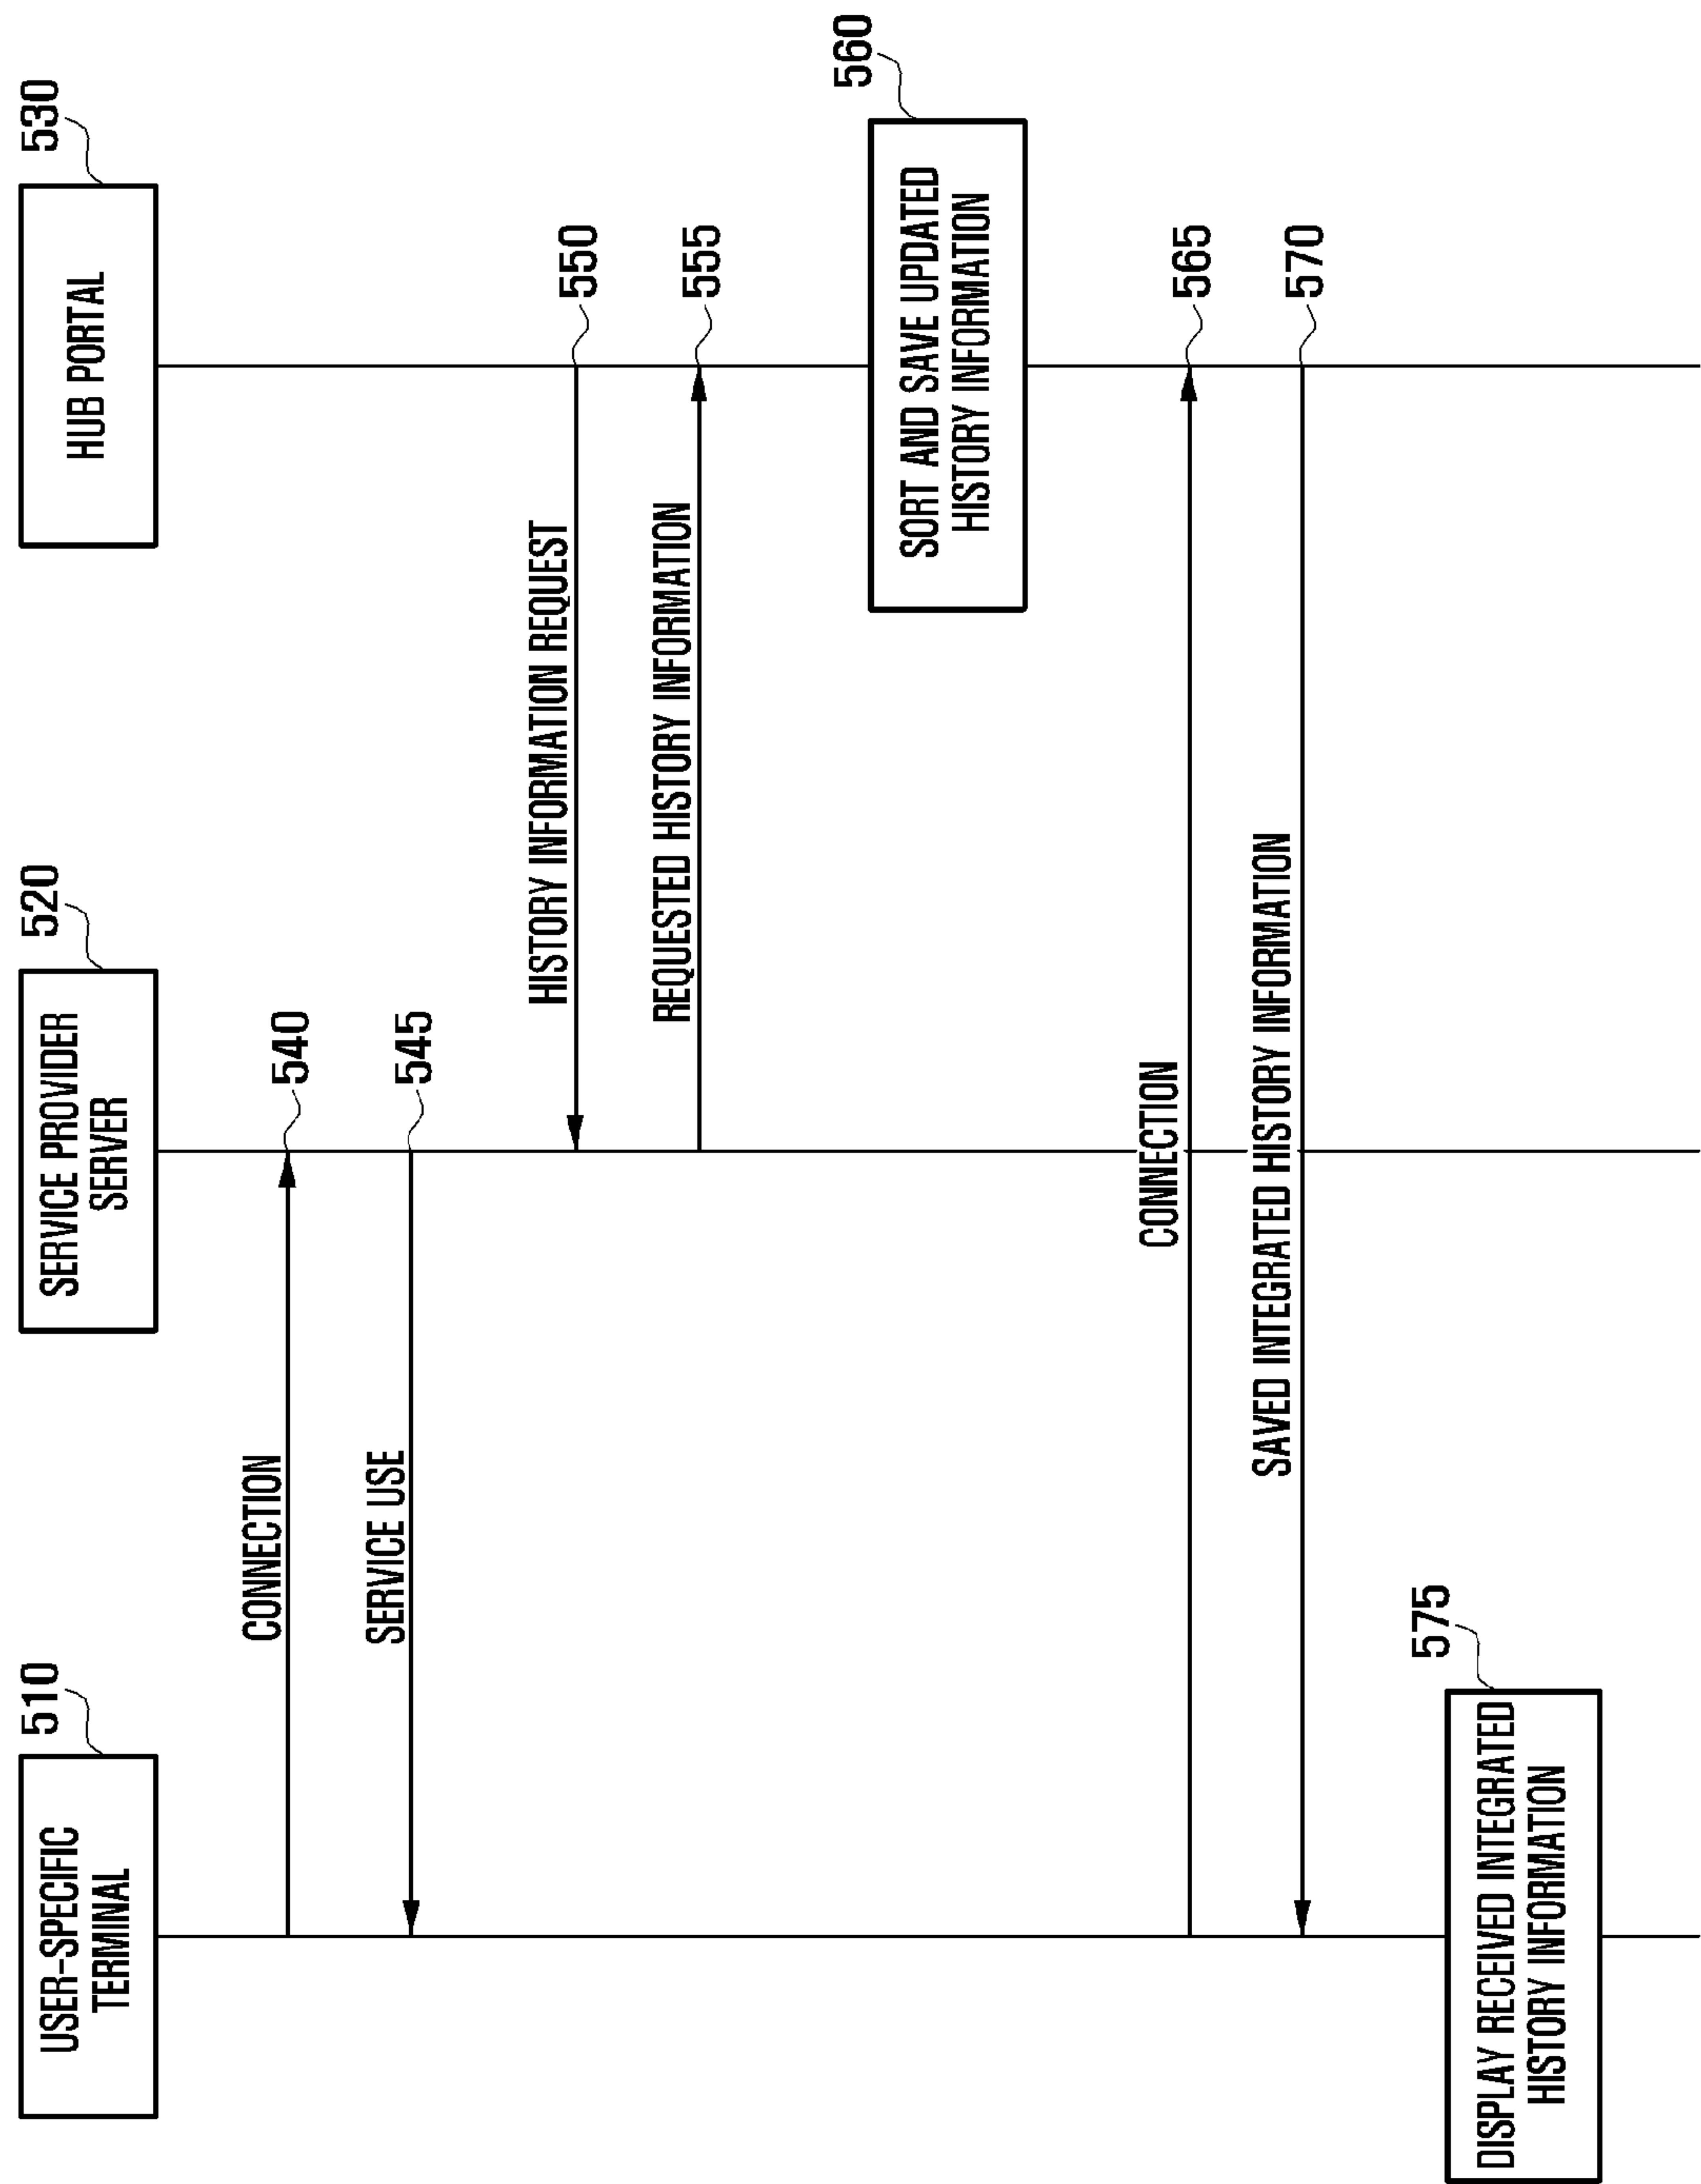 510
USER-SPECIFIC
TERMINAL
520
SERVICE PROVIDER
SERVER
530
HUB PORTAL
CONNECTION
540
SERVICE USE
545
HISTORY INFORMATION REQUEST
550
REQUESTED HISTORY INFORMATION
555
560
SORT AND SAVE UPDATED
HISTORY INFORMATION
CONNECTION
565
SAVED INTEGRATED HISTORY INFORMATION
570
575
DISPLAY RECEIVED INTEGRATED
HISTORY INFORMATION